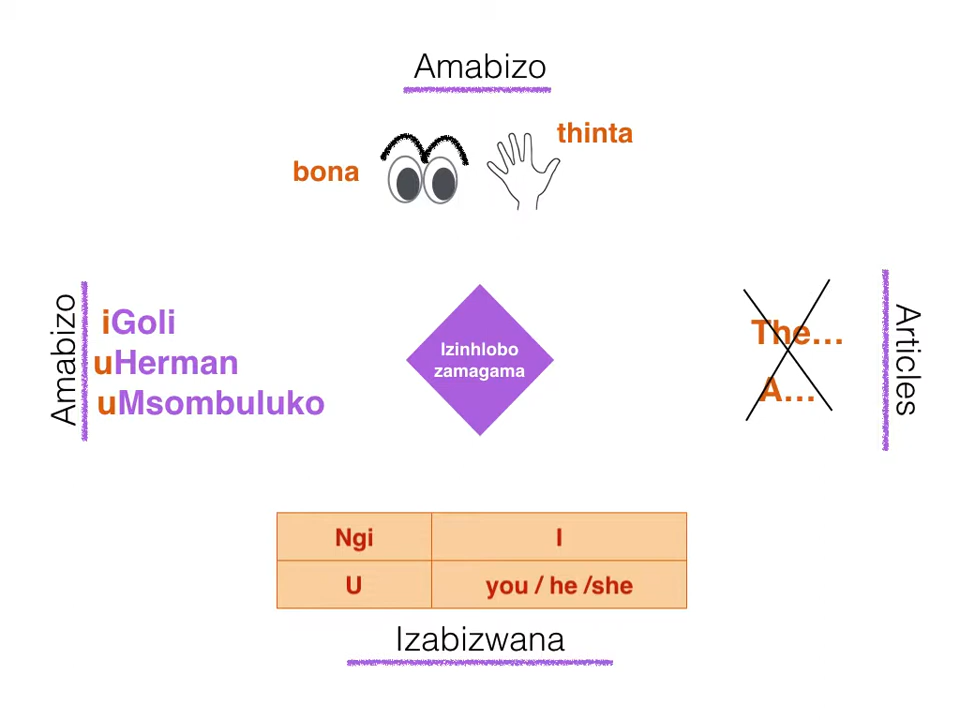 Amabizo
thinta
bona
Amabizo
iGoli
uHerman
uMsombuluko
Izinhlobo
zamagama
The...
A...
Articles
Ngi I
U you / he /she
Izabizwana